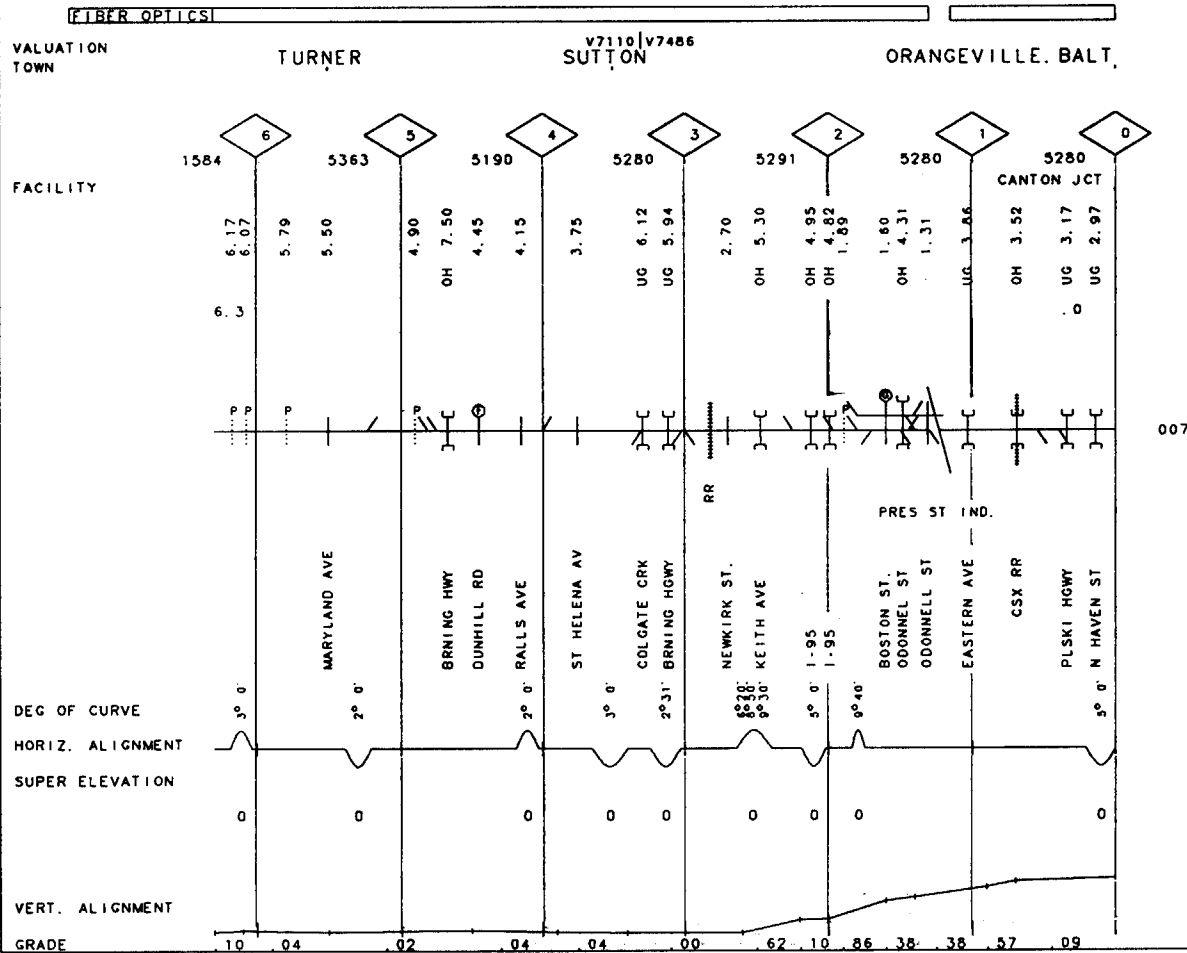 FIBER OPTICS
VALUATION V7110|V7486
TOWN TURNER SUTTON ORANGEVILLE. BALT.
6 5 4 3 2 1 0
1584 5363 5190 5280 5291 5280 5280
FACILITY CANTON JCT
6.17 6.07 5.79 5.50 4.90 OH 7.50 4.45 4.15 3.75 UG 6.12 UG 5.94 2.70 OH 5.30 OH 4.95 OH 4.82 1.89 1.60 OH 4.31 1.31 UG 3.86 OH 3.52 UG 3.17 UG 2.97
6.3 .0
P P P P P
007
RR
PRES ST IND.
MARYLAND AVE
BRNING HWY
DUNHILL RD
RALLS AVE
ST HELENA AV
COLGATE CRK
BRNING HGWY
NEWKIRK ST.
KEITH AVE
I-95
I-95
BOSTON ST.
ODONNEL ST
ODONNELL ST
EASTERN AVE
CSX RR
PLSKI HGWY
N HAVEN ST
DEG OF CURVE 3° 0' 2° 0' 2° 0' 3° 0' 2° 31' 6° 20' 8° 50' 9° 30' 5° 0' 9° 40' 5° 0'
HORIZ. ALIGNMENT
SUPER ELEVATION
0 0 0 0 0 0 0 0 0
VERT. ALIGNMENT
GRADE .10 .04 .02 .04 .04 .00 .62 .10 .86 .38 .38 .57 .09